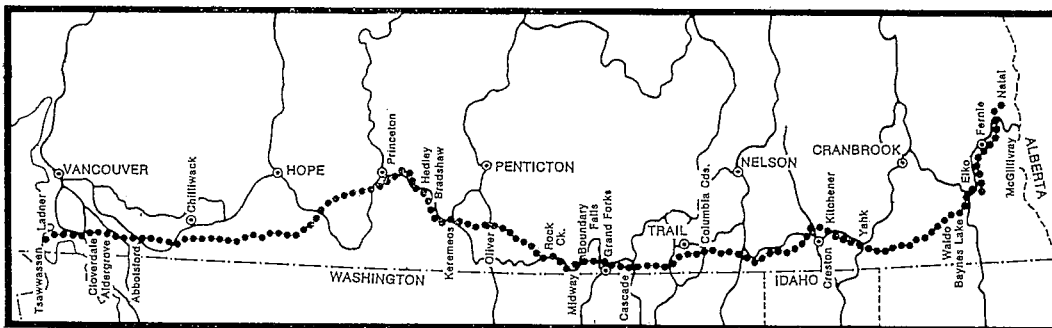 Tsawwassen
Ladner
VANCOUVER
Cloverdale
Aldergrove
Abbotsford
Chilliwack
HOPE
WASHINGTON
Princeton
Hedley
Bradshaw
Keremeos
PENTICTON
Oliver
Rock
Ck.
Midway
Boundary
Falls
Grand Forks
Cascade
TRAIL
Columbia Cds.
NELSON
IDAHO
Creston
Kitchener
Yahk
CRANBROOK
Waldo
Baynes Lake
Elko
Fernie
Natal
McGillivray
ALBERTA